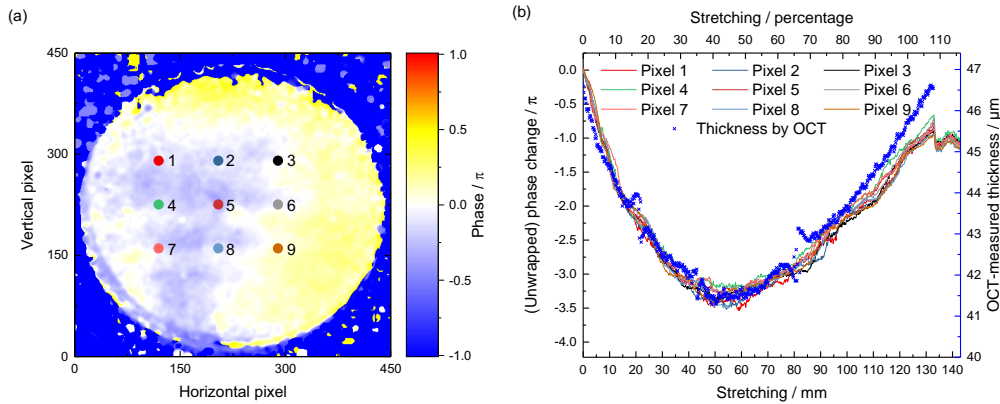 (a)
450
300
150
0
0
150
300
450
Vertical pixel
Horizontal pixel
1
2
3
4
5
6
7
8
9
1.0
0.5
0.0
-0.5
-1.0
Phase / π
(b)
Stretching / percentage
0 10 20 30 40 50 60 70 80 90 100 110
0.0
-0.5
-1.0
-1.5
-2.0
-2.5
-3.0
-3.5
-4.0
(Unwrapped) phase change / π
Pixel 1 Pixel 2 Pixel 3
Pixel 4 Pixel 5 Pixel 6
Pixel 7 Pixel 8 Pixel 9
Thickness by OCT
47
46
45
44
43
42
41
40
OCT-measured thickness / μm
0 10 20 30 40 50 60 70 80 90 100 110 120 130 140
Stretching / mm